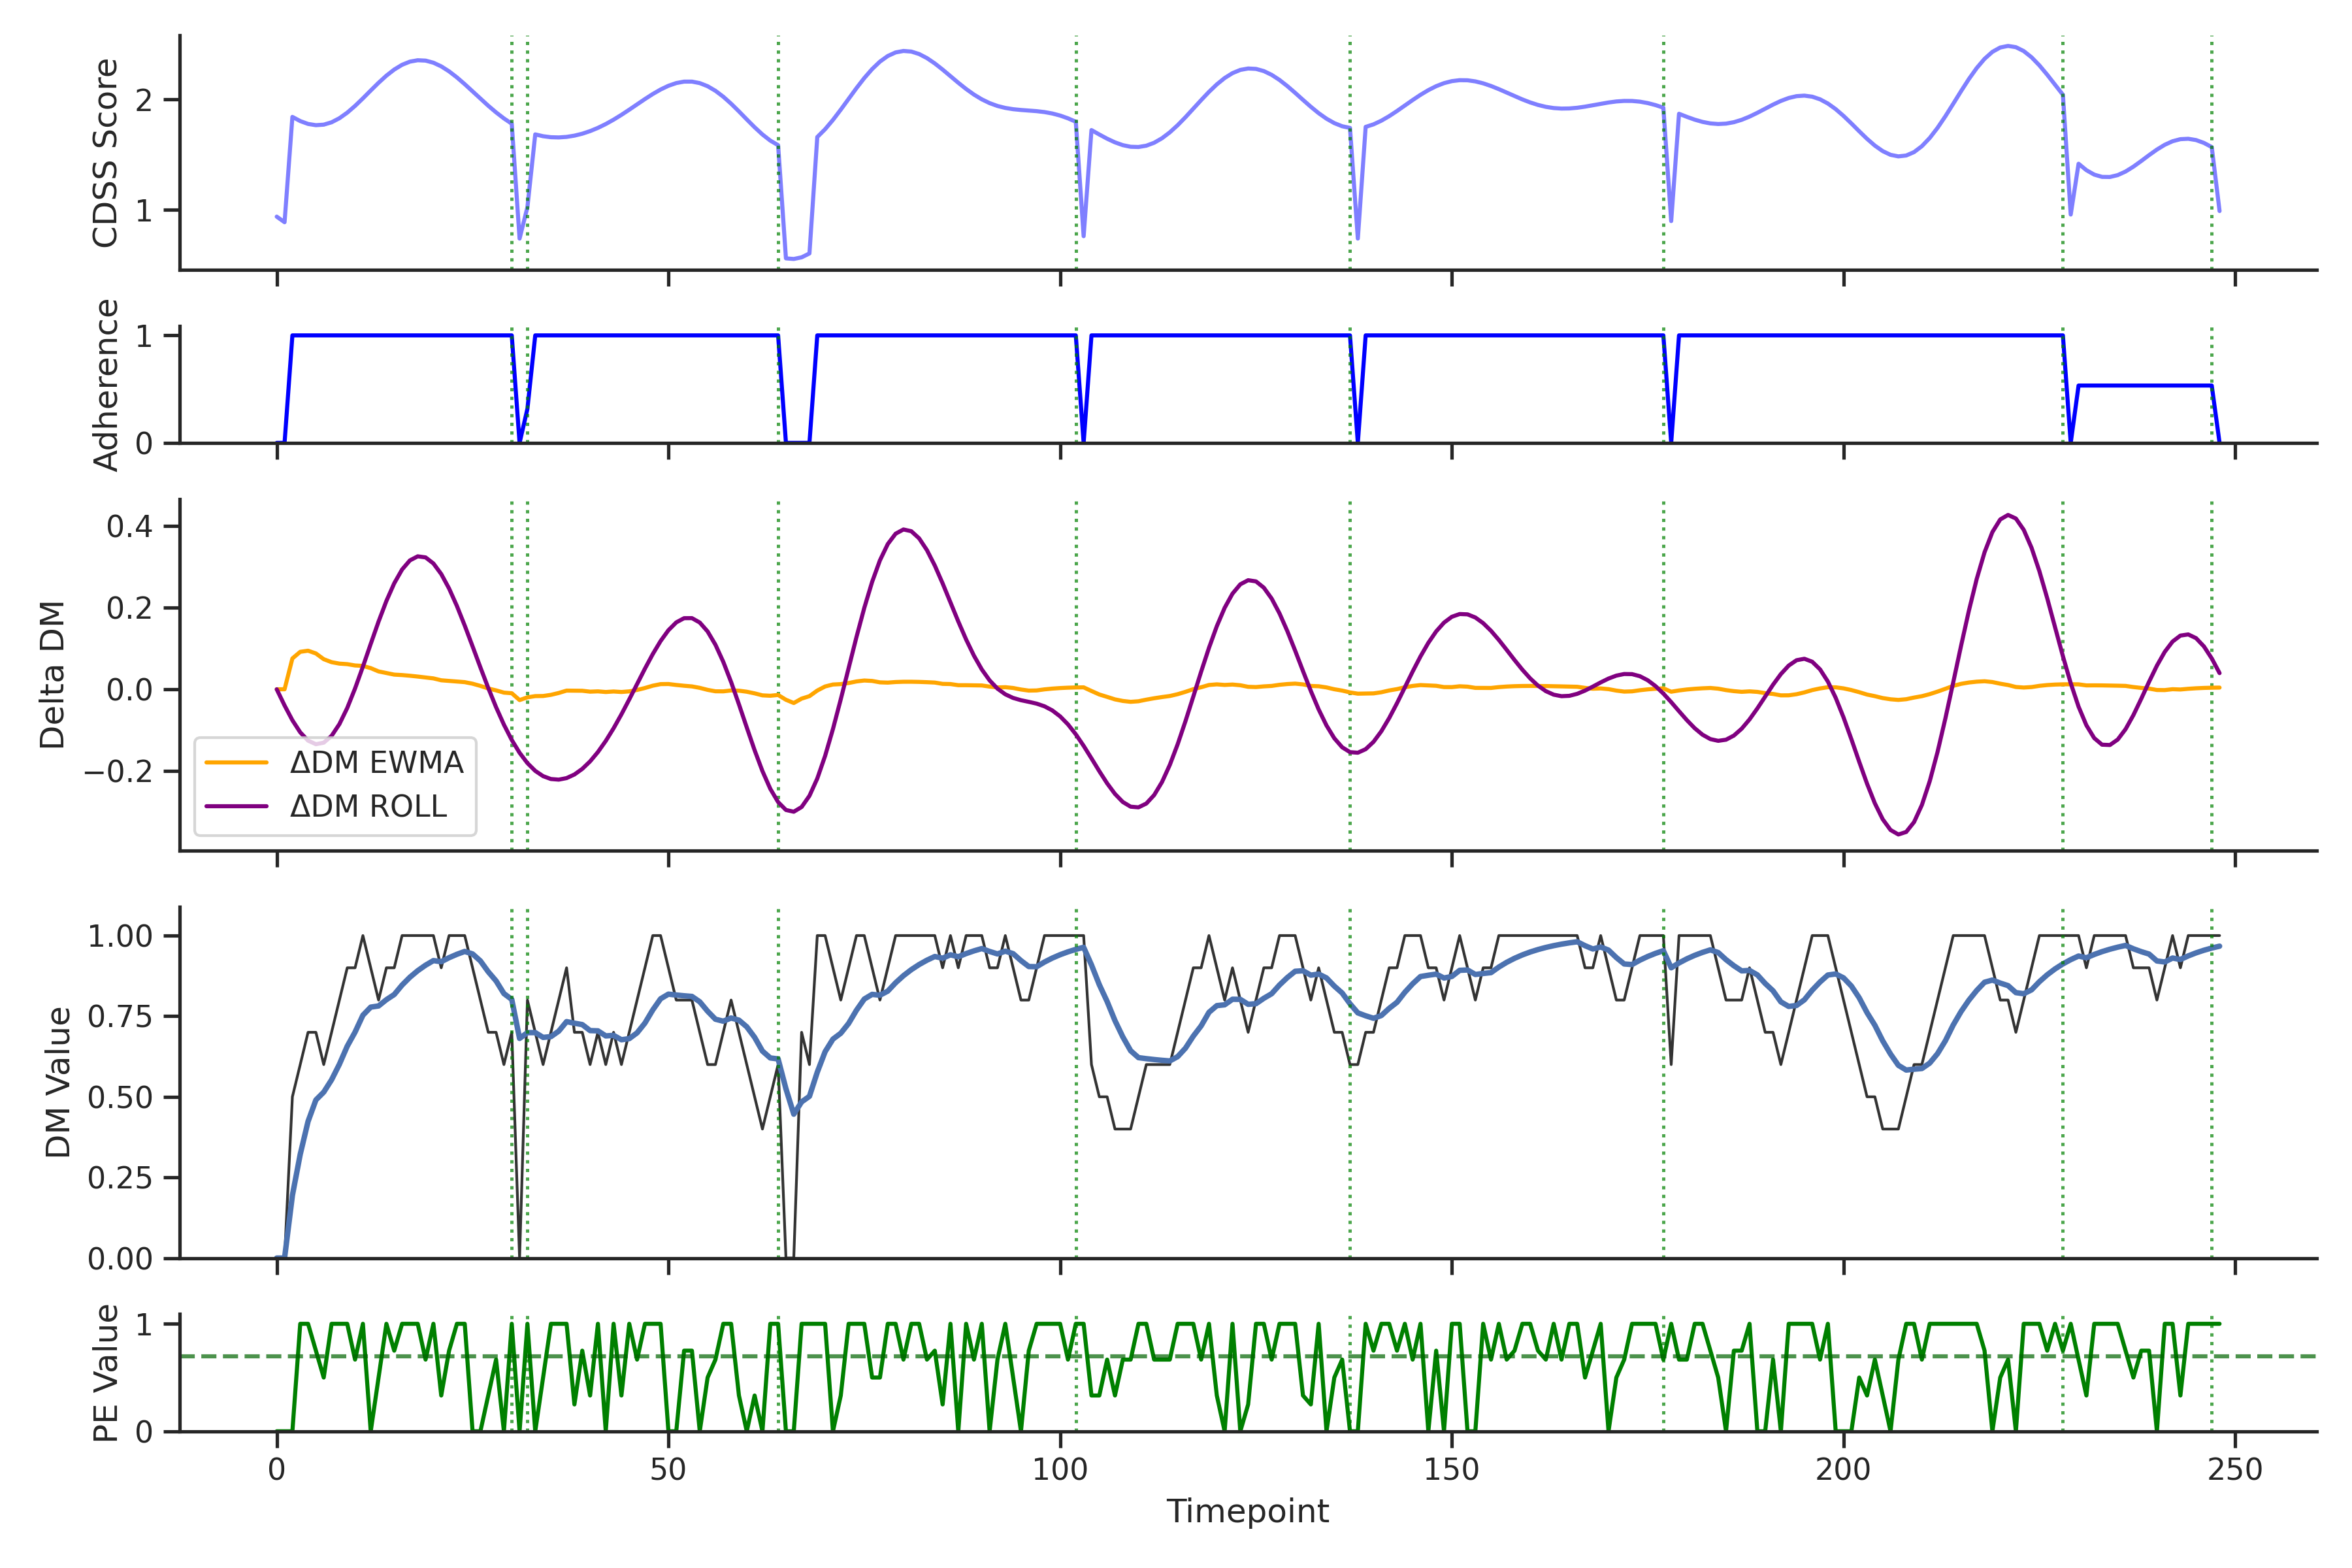 CDSS Score
2
1
Adherence
1
0
Delta DM
0.4
0.2
0.0
−0.2
ΔDM EWMA
ΔDM ROLL
DM Value
1.00
0.75
0.50
0.25
0.00
PE Value
1
0
0 50 100 150 200 250
Timepoint